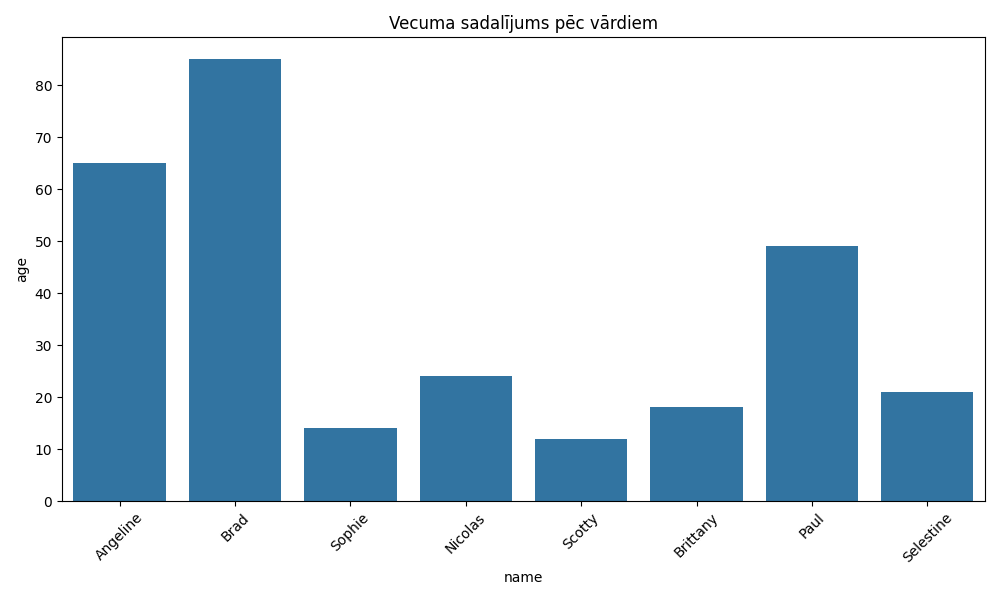 Vecuma sadalījums pēc vārdiem
age
80
70
60
50
40
30
20
10
0
Angeline
Brad
Sophie
Nicolas
Scotty
Brittany
Paul
Selestine
name